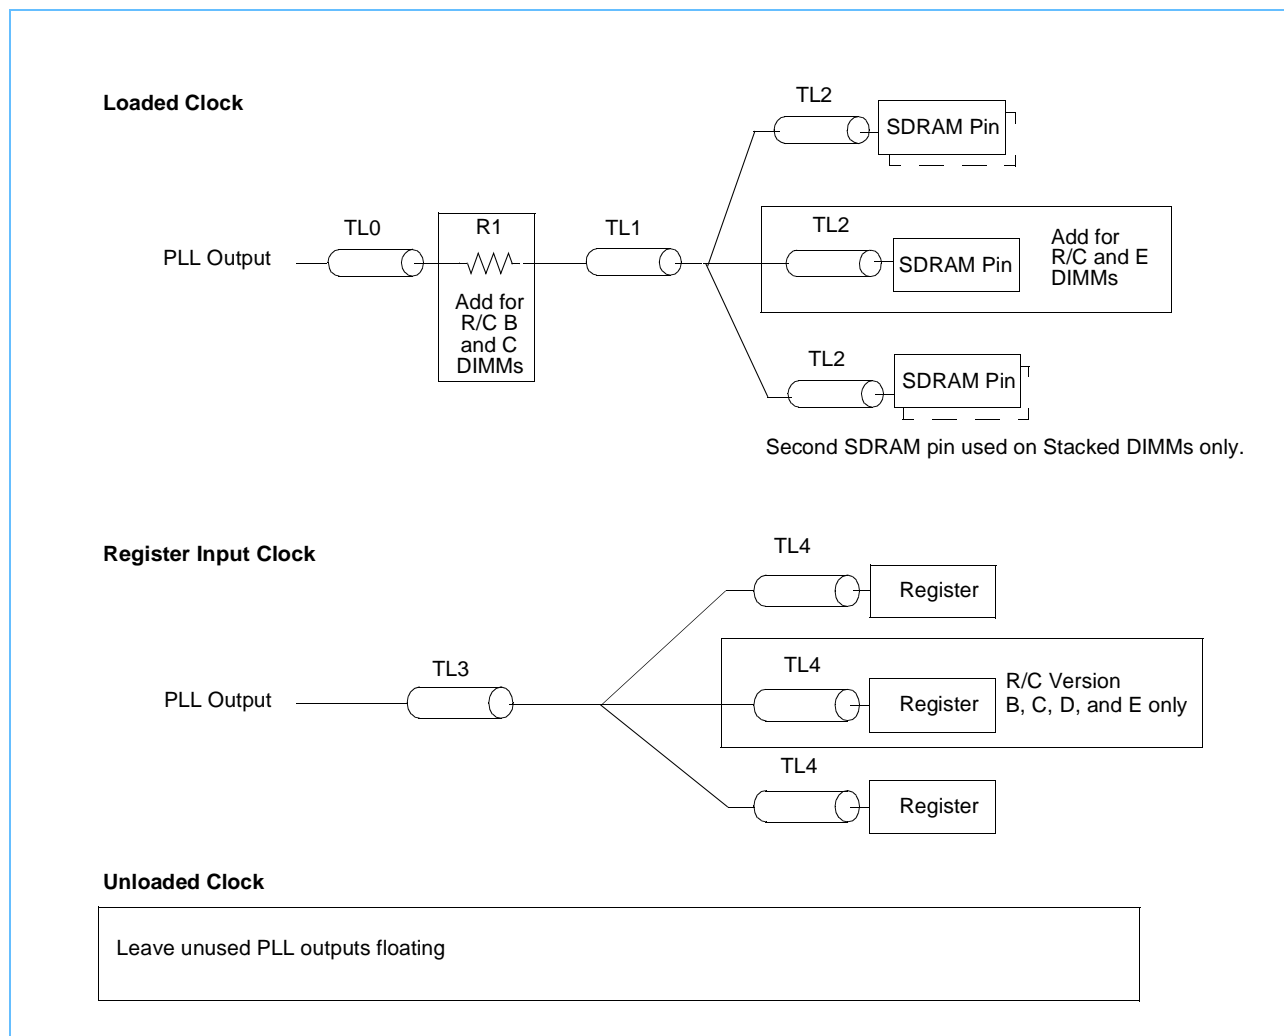 Loaded Clock
TL2
SDRAM Pin
TL0
R1
TL1
TL2
PLL Output
SDRAM Pin
Add for
R/C and E
DIMMs
Add for
R/C B
and C
DIMMs
TL2
SDRAM Pin
Second SDRAM pin used on Stacked DIMMs only.
Register Input Clock
TL4
Register
TL3
TL4
PLL Output
Register
R/C Version
B, C, D, and E only
TL4
Register
Unloaded Clock
Leave unused PLL outputs floating